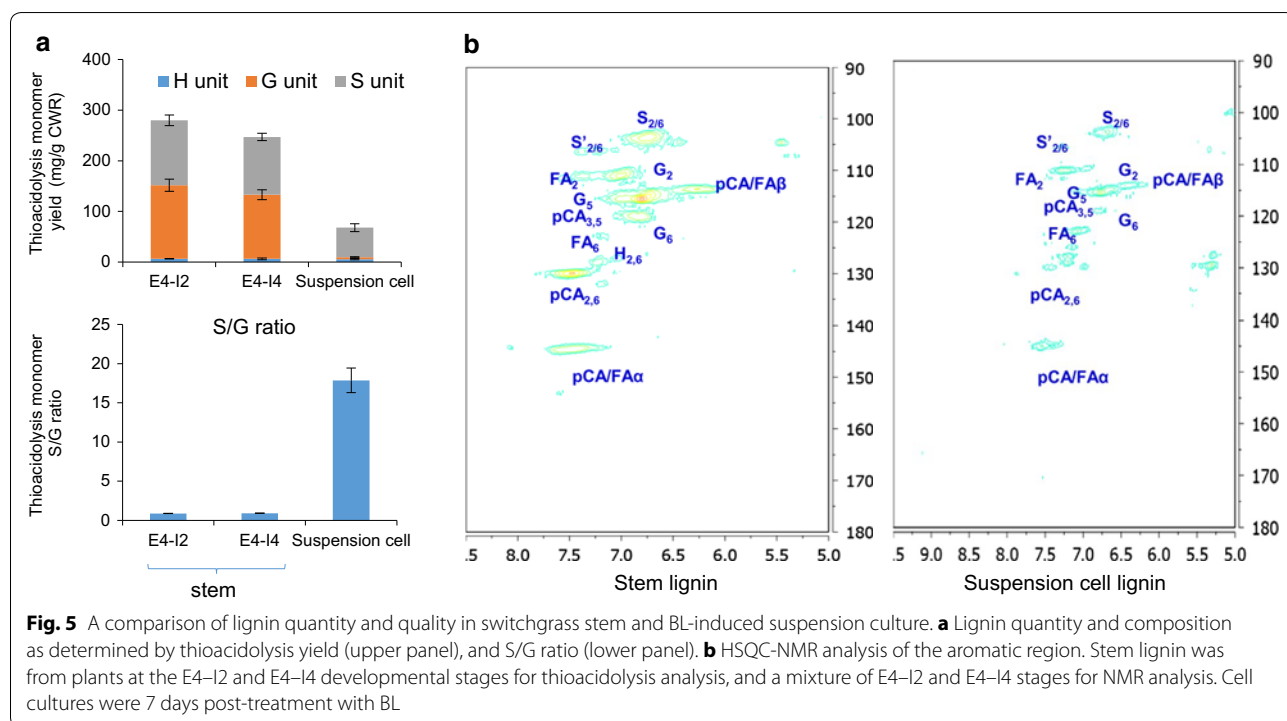 a
400
300
200
100
0
Thioacidolysis monomer
yield (mg/g CWR)
H unit G unit S unit
E4-I2 E4-I4 Suspension cell
S/G ratio
25
20
15
10
5
0
Thioacidolysis monomer
S/G ratio
E4-I2 E4-I4 Suspension cell
stem
b
90
100
110
120
130
140
150
160
170
180
S2/6
S'2/6
FA2
G2
pCA/FAβ
G5
pCA3,5
G6
FA6
H2,6
pCA2,6
pCA/FAα
8.0 7.5 7.0 6.5 6.0 5.5 5.0
Stem lignin
90
100
110
120
130
140
150
160
170
180
S2/6
S'2/6
FA2
G2
pCA/FAβ
G5
pCA3,5
G6
FA6
pCA2,6
pCA/FAα
.5 9.0 8.5 8.0 7.5 7.0 6.5 6.0 5.5 5.0
Suspension cell lignin
Fig. 5 A comparison of lignin quantity and quality in switchgrass stem and BL-induced suspension culture. a Lignin quantity and composition
as determined by thioacidolysis yield (upper panel), and S/G ratio (lower panel). b HSQC-NMR analysis of the aromatic region. Stem lignin was
from plants at the E4–I2 and E4–I4 developmental stages for thioacidolysis analysis, and a mixture of E4–I2 and E4–I4 stages for NMR analysis. Cell
cultures were 7 days post-treatment with BL